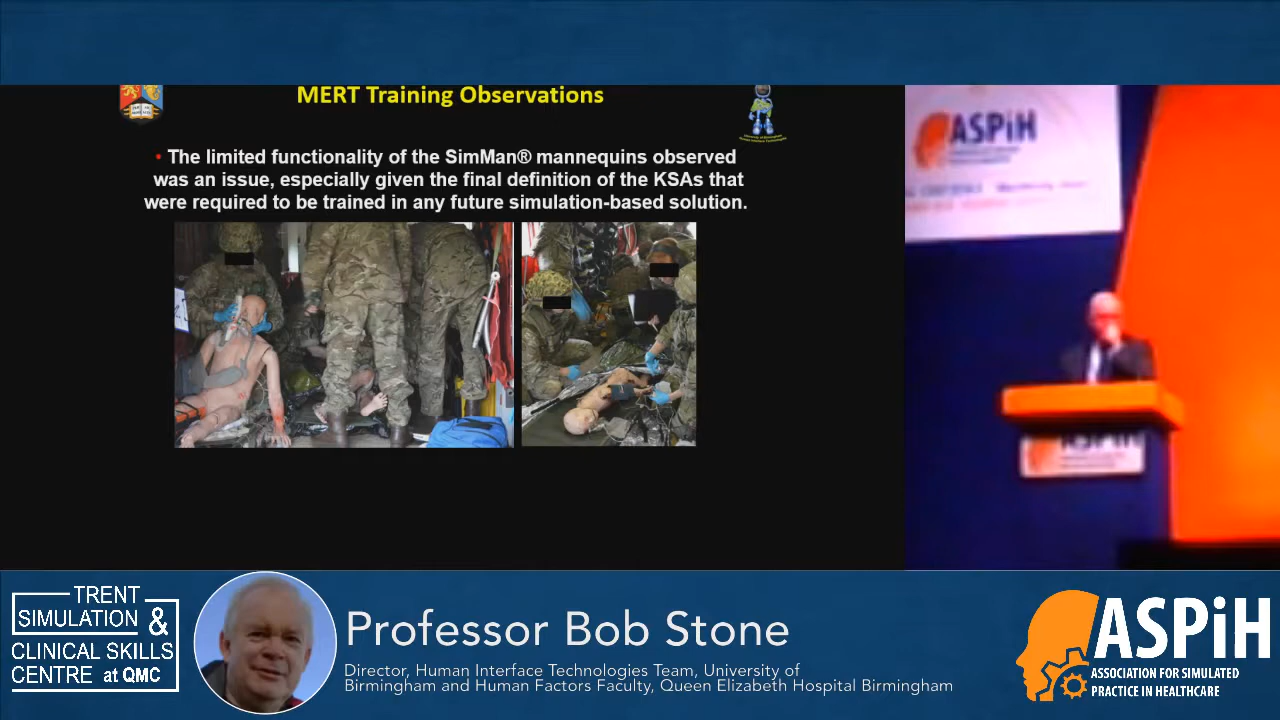 MERT Training Observations
• The limited functionality of the SimMan® mannequins observed
was an issue, especially given the final definition of the KSAs that
were required to be trained in any future simulation-based solution.
ASPiH
ASPiH
TRENT
SIMULATION &
CLINICAL SKILLS
CENTRE at QMC
Professor Bob Stone
Director, Human Interface Technologies Team, University of
Birmingham and Human Factors Faculty, Queen Elizabeth Hospital Birmingham
ASPiH
ASSOCIATION FOR SIMULATED
PRACTICE IN HEALTHCARE